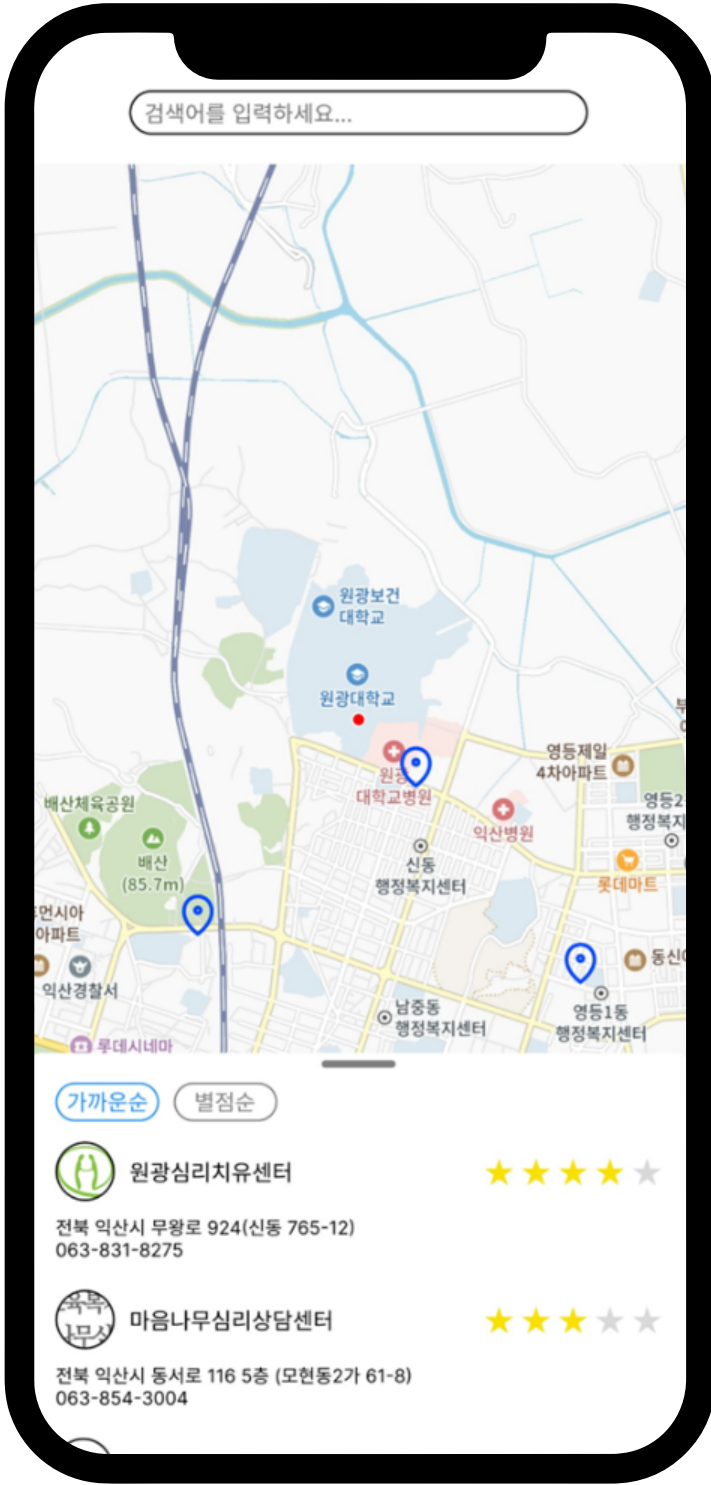 검색어를 입력하세요...
원광보건
대학교
원광대학교
원광
대학교병원
영등제일
4차아파트
영등2
행정복지
익산병원
배산체육공원
배산
(85.7m)
신동
행정복지센터
롯데마트
휴먼시아
아파트
익산경찰서
동신
영등1동
행정복지센터
남중동
행정복지센터
롯데시네마
가까운순
별점순
원광심리치유센터
전북 익산시 무왕로 924(신동 765-12)
063-831-8275
마음나무심리상담센터
전북 익산시 동서로 116 5층 (모현동2가 61-8)
063-854-3004